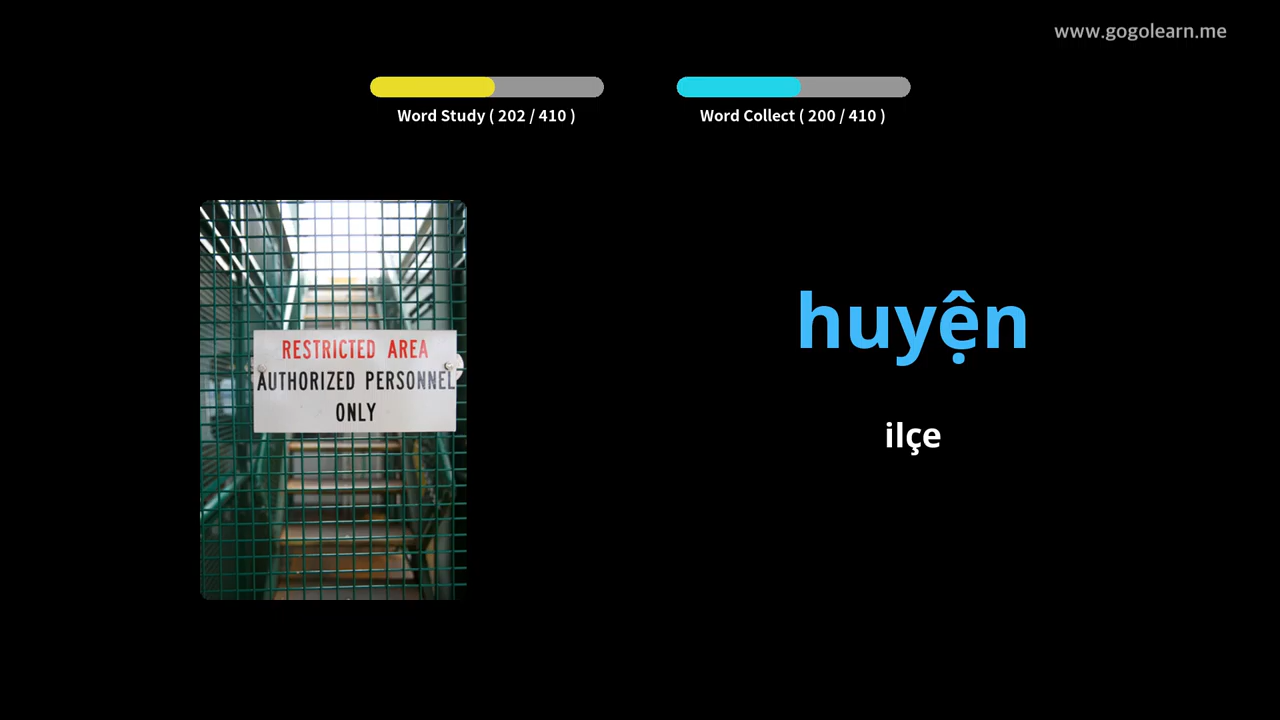 www.gogolearn.me
Word Study ( 202 / 410 )
Word Collect ( 200 / 410 )
RESTRICTED AREA
AUTHORIZED PERSONNEL
ONLY
huyện
ilçe